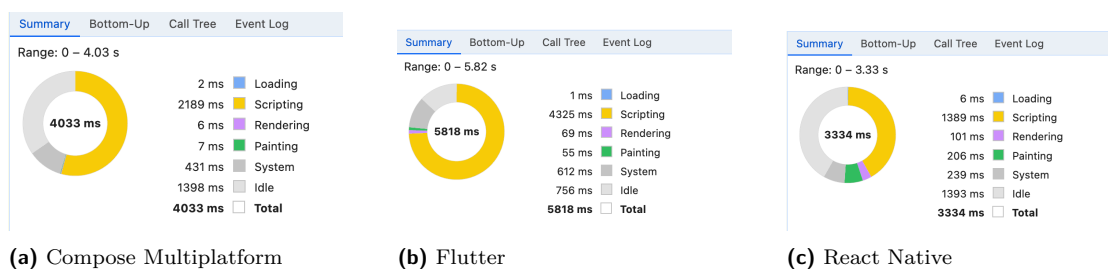 Summary Bottom-Up Call Tree Event Log
Range: 0 – 4.03 s
4033 ms
2 ms Loading
2189 ms Scripting
6 ms Rendering
7 ms Painting
431 ms System
1398 ms Idle
4033 ms Total
(a) Compose Multiplatform
Summary Bottom-Up Call Tree Event Log
Range: 0 – 5.82 s
5818 ms
1 ms Loading
4325 ms Scripting
69 ms Rendering
55 ms Painting
612 ms System
756 ms Idle
5818 ms Total
(b) Flutter
Summary Bottom-Up Call Tree Event Log
Range: 0 – 3.33 s
3334 ms
6 ms Loading
1389 ms Scripting
101 ms Rendering
206 ms Painting
239 ms System
1393 ms Idle
3334 ms Total
(c) React Native